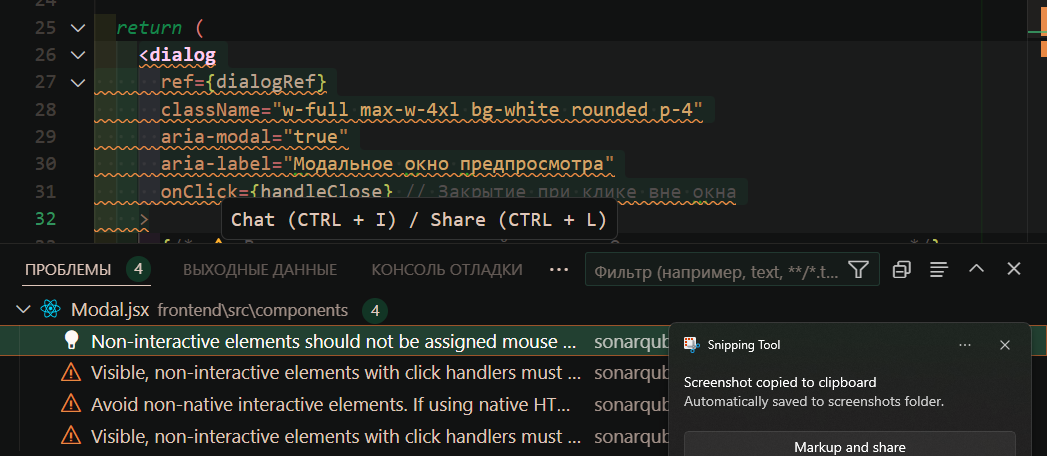 24
25 return (
26 <dialog
27 ref={dialogRef}
28 className="w-full max-w-4xl bg-white rounded p-4"
29 aria-modal="true"
30 aria-label="Модальное окно предпросмотра"
31 onClick={handleClose} // Закрытие при клике вне окна
32 >
Chat (CTRL + I) / Share (CTRL + L)
ПРОБЛЕМЫ 4 ВЫХОДНЫЕ ДАННЫЕ КОНСОЛЬ ОТЛАДКИ ...
Фильтр (например, text, **/*.t...
Modal.jsx frontend\src\components 4
Non-interactive elements should not be assigned mouse ... sonarqub
Visible, non-interactive elements with click handlers must ... sonarqub
Avoid non-native interactive elements. If using native HT... sonarqub
Visible, non-interactive elements with click handlers must ... sonarqub
Snipping Tool ...
Screenshot copied to clipboard
Automatically saved to screenshots folder.
Markup and share